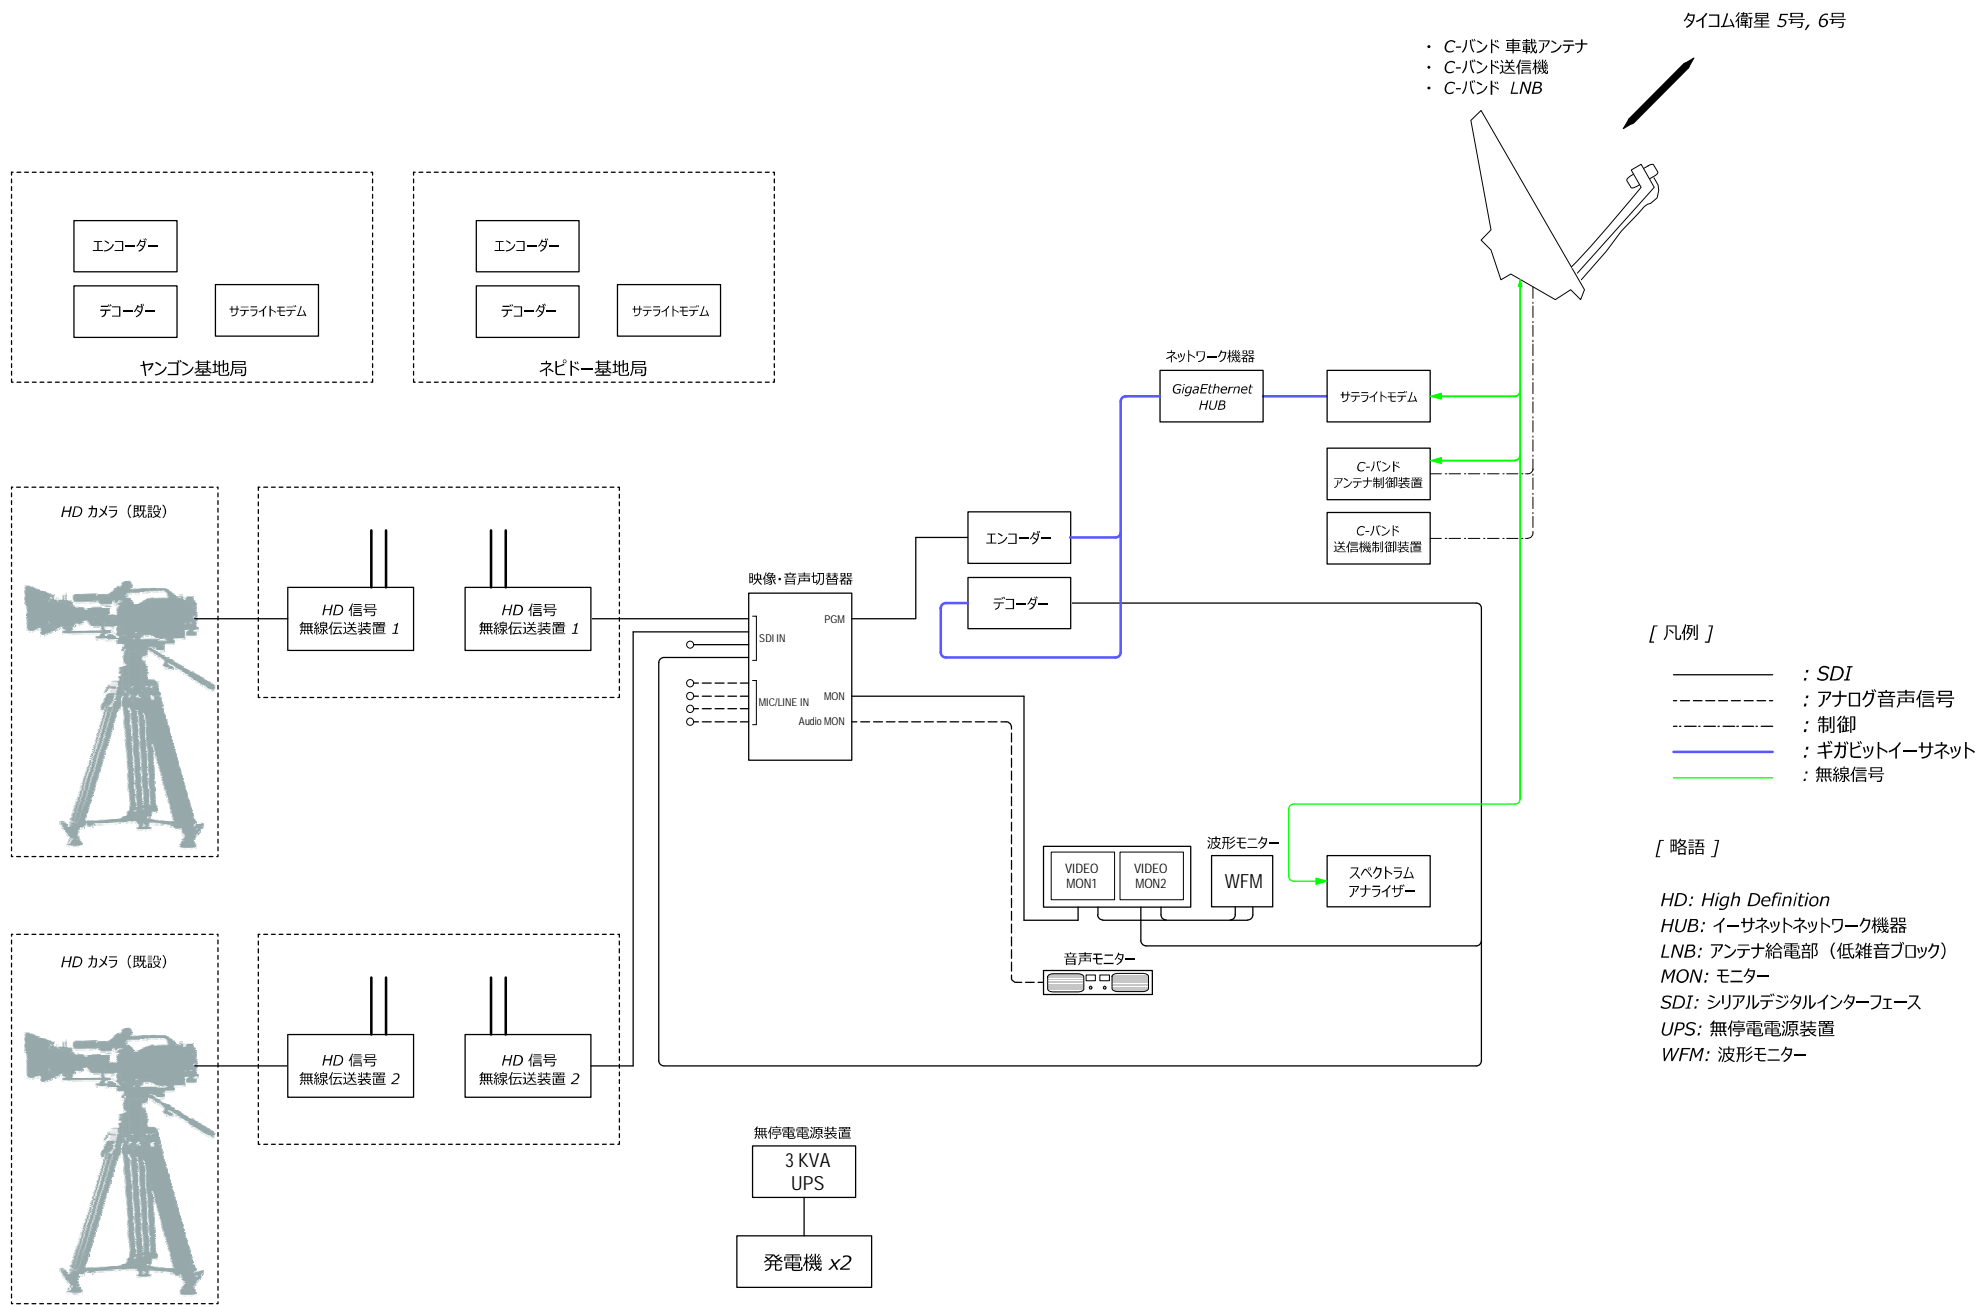 タイコム衛星 5号, 6号
・ C-バンド 車載アンテナ
・ C-バンド送信機
・ C-バンド LNB
エンコーダー
デコーダー
サテライトモデム
ヤンゴン基地局
エンコーダー
デコーダー
サテライトモデム
ネピドー基地局
ネットワーク機器
GigaEthernet
HUB
サテライトモデム
C-バンド
アンテナ制御装置
C-バンド
送信機制御装置
HD カメラ（既設）
HD 信号
無線伝送装置 1
HD 信号
無線伝送装置 1
映像・音声切替器
PGM
SDI IN
MIC/LINE IN
MON
Audio MON
エンコーダー
デコーダー
VIDEO
MON1
VIDEO
MON2
波形モニター
WFM
スペクトラム
アナライザー
音声モニター
HD カメラ（既設）
HD 信号
無線伝送装置 2
HD 信号
無線伝送装置 2
無停電電源装置
3 KVA
UPS
発電機 x2
[ 凡例 ]
: SDI
: アナログ音声信号
: 制御
: ギガビットイーサネット
: 無線信号
[ 略語 ]
HD: High Definition
HUB: イーサネットネットワーク機器
LNB: アンテナ給電部（低雑音ブロック）
MON: モニター
SDI: シリアルデジタルインターフェース
UPS: 無停電電源装置
WFM: 波形モニター